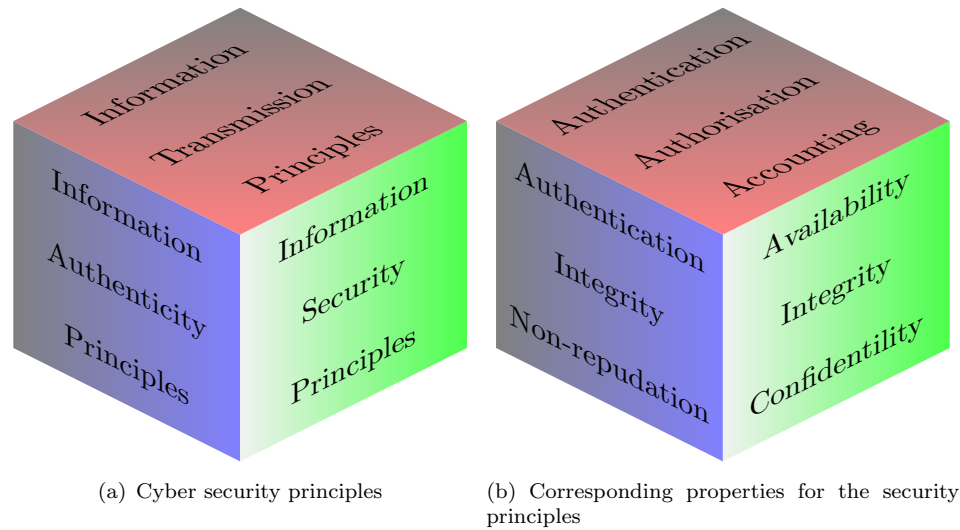 Information
Transmission
Principles
Information
Authenticity
Principles
Information
Security
Principles
(a) Cyber security principles
Authentication
Authorisation
Accounting
Authentication
Integrity
Non-repudation
Availability
Integrity
Confidentility
(b) Corresponding properties for the security
principles